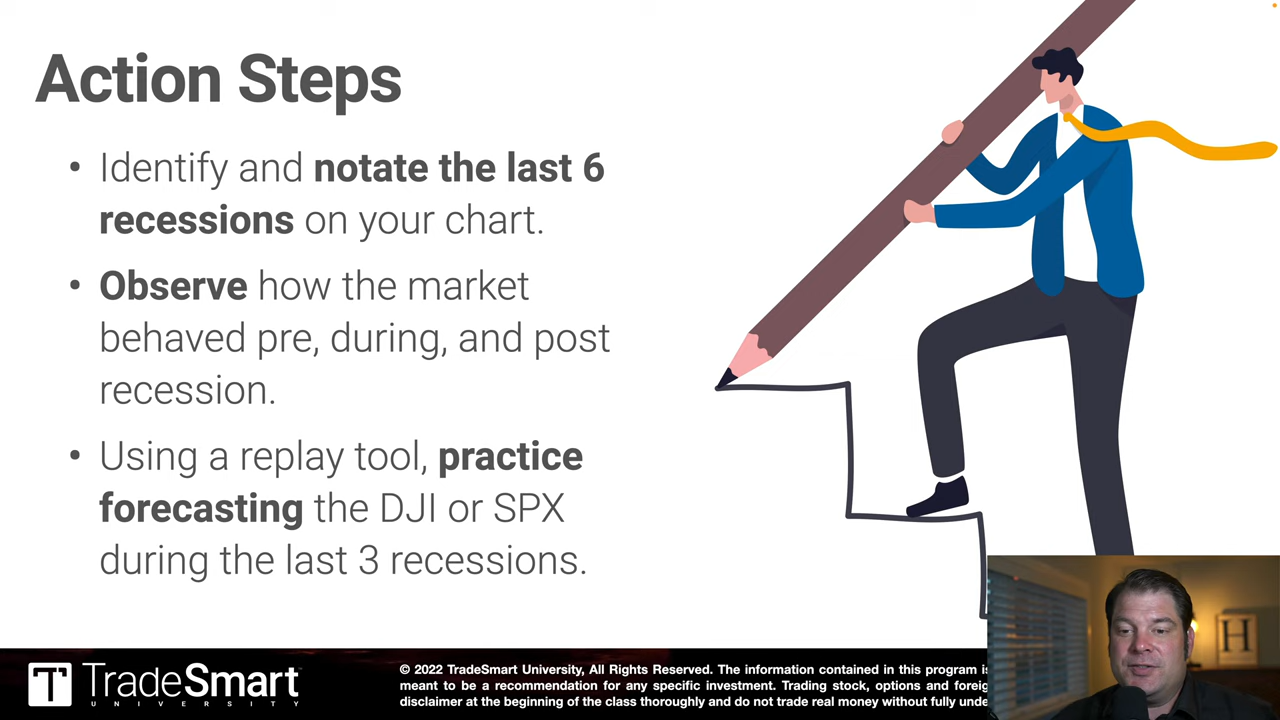 Action Steps
• Identify and notate the last 6
recessions on your chart.
• Observe how the market
behaved pre, during, and post
recession.
• Using a replay tool, practice
forecasting the DJI or SPX
during the last 3 recessions.
TradeSmart
UNIVERSITY
© 2022 TradeSmart University, All Rights Reserved. The information contained in this program is
meant to be a recommendation for any specific investment. Trading stock, options and
disclaimer at the beginning of the class thoroughly and do not trade real money without fully
H